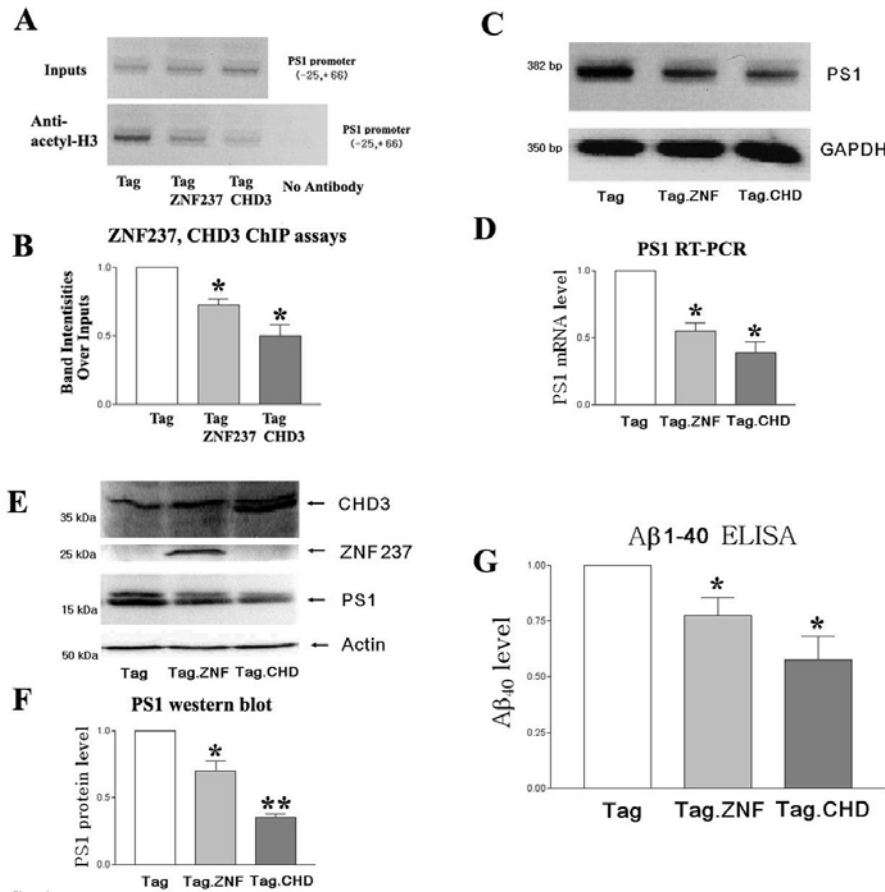 A
Inputs
PS1 promoter
(-25,+66)
Anti-
acetyl-H3
PS1 promoter
(-25,+66)
Tag
Tag
ZNF237
Tag
CHD3
No Antibody
B
ZNF237, CHD3 ChIP assays
Band Intentisities
Over Inputs
1.0
0.5
0.0
*
*
Tag
Tag
ZNF237
Tag
CHD3
C
382 bp
PS1
350 bp
GAPDH
Tag
Tag.ZNF
Tag.CHD
D
PS1 RT-PCR
PS1 mRNA level
1.0
0.5
0.0
*
*
Tag
Tag.ZNF
Tag.CHD
E
35 kDa
CHD3
25 kDa
ZNF237
15 kDa
PS1
50 kDa
Actin
Tag
Tag.ZNF
Tag.CHD
F
PS1 western blot
PS1 protein level
1.0
0.5
0.0
*
**
Tag
Tag.ZNF
Tag.CHD
G
Aβ1-40 ELISA
Aβ40 level
1.00
0.75
0.50
0.25
0.00
*
*
Tag
Tag.ZNF
Tag.CHD